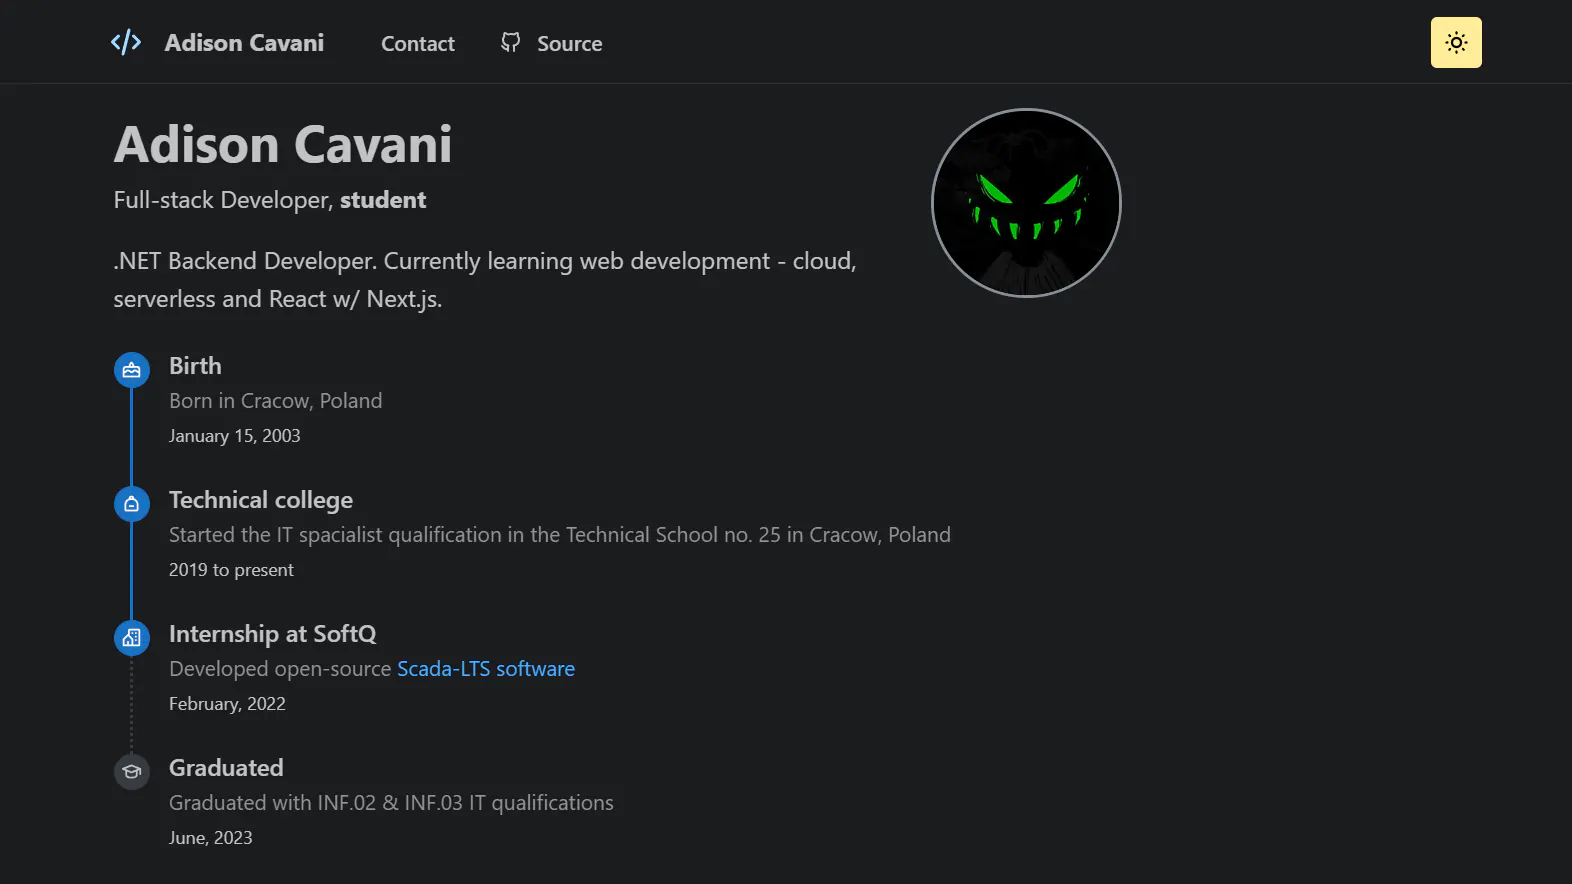 Adison Cavani
Contact
Source
Adison Cavani
Full-stack Developer, student
.NET Backend Developer. Currently learning web development - cloud,
serverless and React w/ Next.js.
Birth
Born in Cracow, Poland
January 15, 2003
Technical college
Started the IT spacialist qualification in the Technical School no. 25 in Cracow, Poland
2019 to present
Internship at SoftQ
Developed open-source Scada-LTS software
February, 2022
Graduated
Graduated with INF.02 & INF.03 IT qualifications
June, 2023